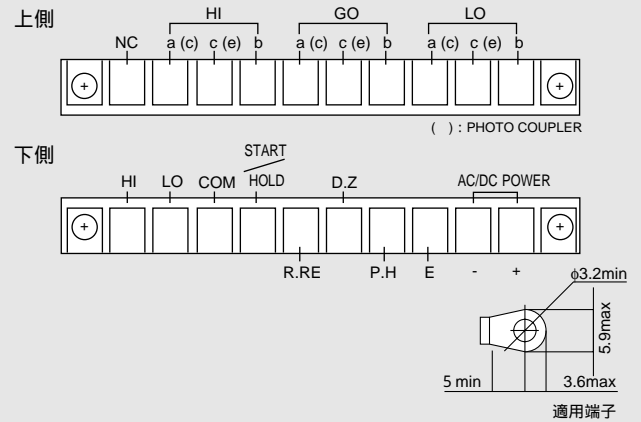 上側
HI GO LO
NC a (c) c (e) b a (c) c (e) b a (c) c (e) b
( ) : PHOTO COUPLER
下側
START
HI LO COM HOLD D.Z AC/DC POWER
R.RE P.H E - +
φ3.2min
5.9max
5 min 3.6max
適用端子